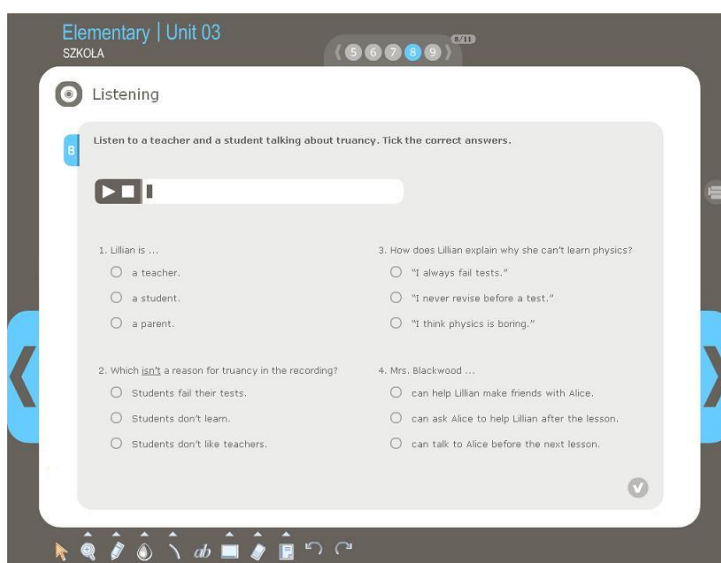 Elementary | Unit 03
SZKOŁA
5 6 7 8 9
8/11
Listening
8
Listen to a teacher and a student talking about truancy. Tick the correct answers.
1. Lillian is ...
a teacher.
a student.
a parent.
2. Which isn't a reason for truancy in the recording?
Students fail their tests.
Students don't learn.
Students don't like teachers.
3. How does Lillian explain why she can't learn physics?
"I always fail tests."
"I never revise before a test."
"I think physics is boring."
4. Mrs. Blackwood ...
can help Lillian make friends with Alice.
can ask Alice to help Lillian after the lesson.
can talk to Alice before the next lesson.
ab